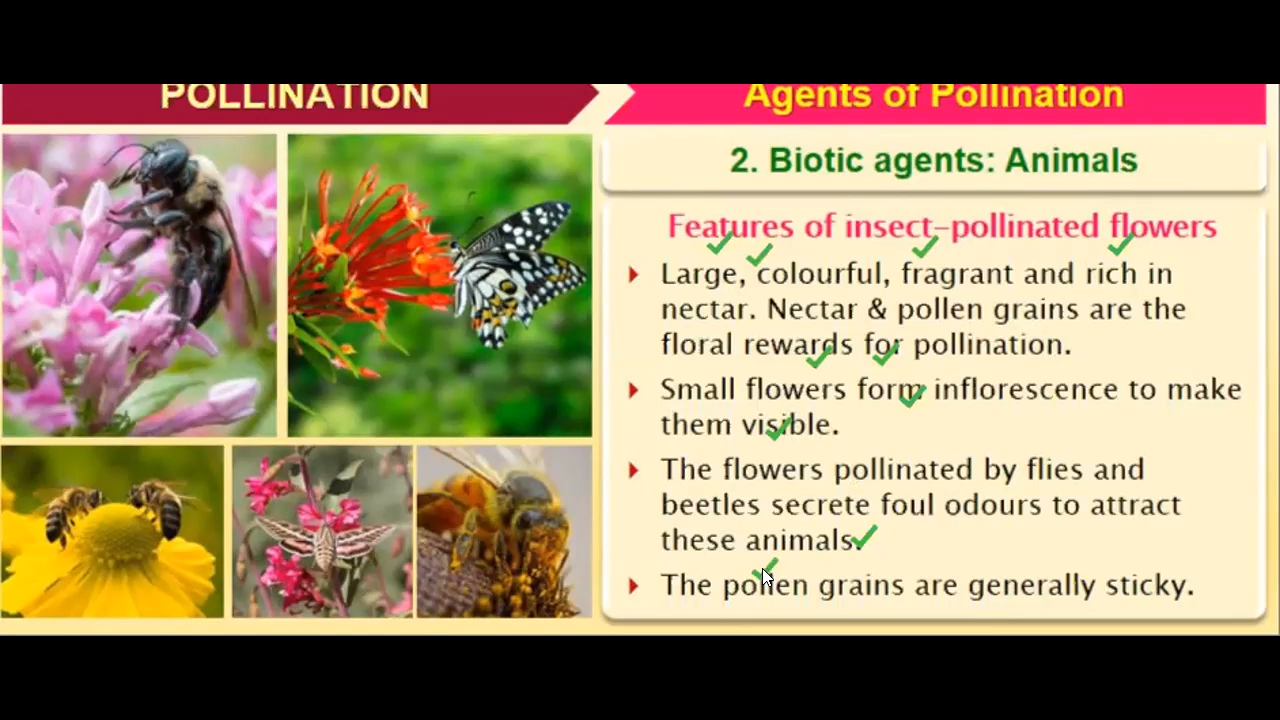 POLLINATION
Agents of Pollination
2. Biotic agents: Animals
Features of insect-pollinated flowers
Large, colourful, fragrant and rich in
nectar. Nectar & pollen grains are the
floral rewards for pollination.
Small flowers form inflorescence to make
them visible.
The flowers pollinated by flies and
beetles secrete foul odours to attract
these animals.
The pollen grains are generally sticky.